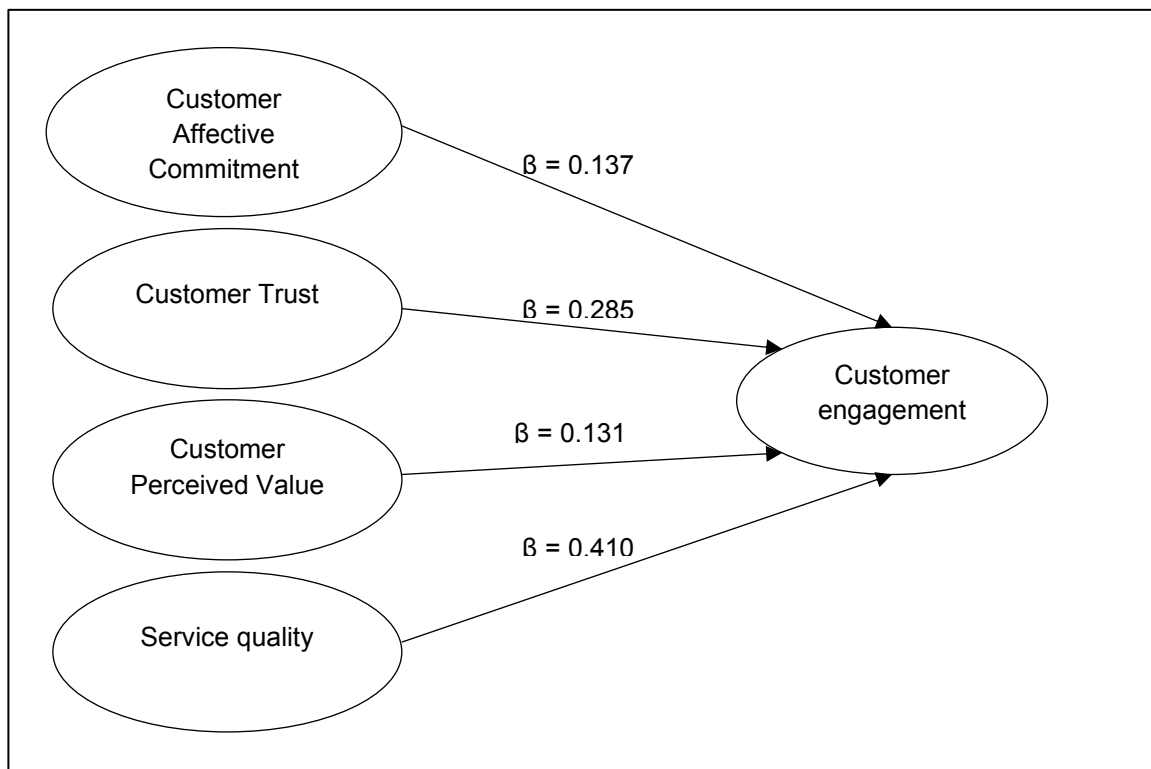 Customer
Affective
Commitment
ß = 0.137
Customer Trust
ß = 0.285
Customer
engagement
Customer
Perceived Value
ß = 0.131
ß = 0.410
Service quality